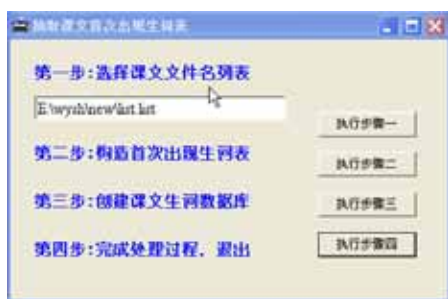 抽取课文首次出现生词表
第一步:选择课文文件名列表
E:\wysh\new\list.lst
执行步骤一
第二步:构造首次出现生词表
执行步骤二
第三步:创建课文生词数据库
执行步骤三
第四步:完成处理过程，退出
执行步骤四